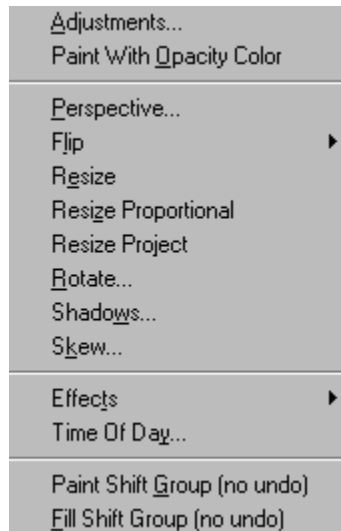 Adjustments...
Paint With Opacity Color
Perspective...
Flip
Resize
Resize Proportional
Resize Project
Rotate...
Shadows...
Skew...
Effects
Time Of Day...
Paint Shift Group (no undo)
Fill Shift Group (no undo)